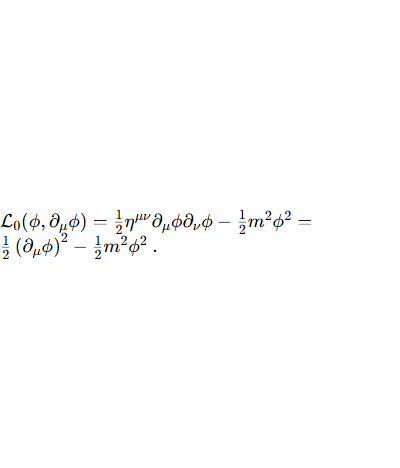 ℒ₀(ϕ, ∂_μϕ) = ½η^{μν}∂_μϕ∂_νϕ − ½m²ϕ² =
½(∂_μϕ)² − ½m²ϕ² .